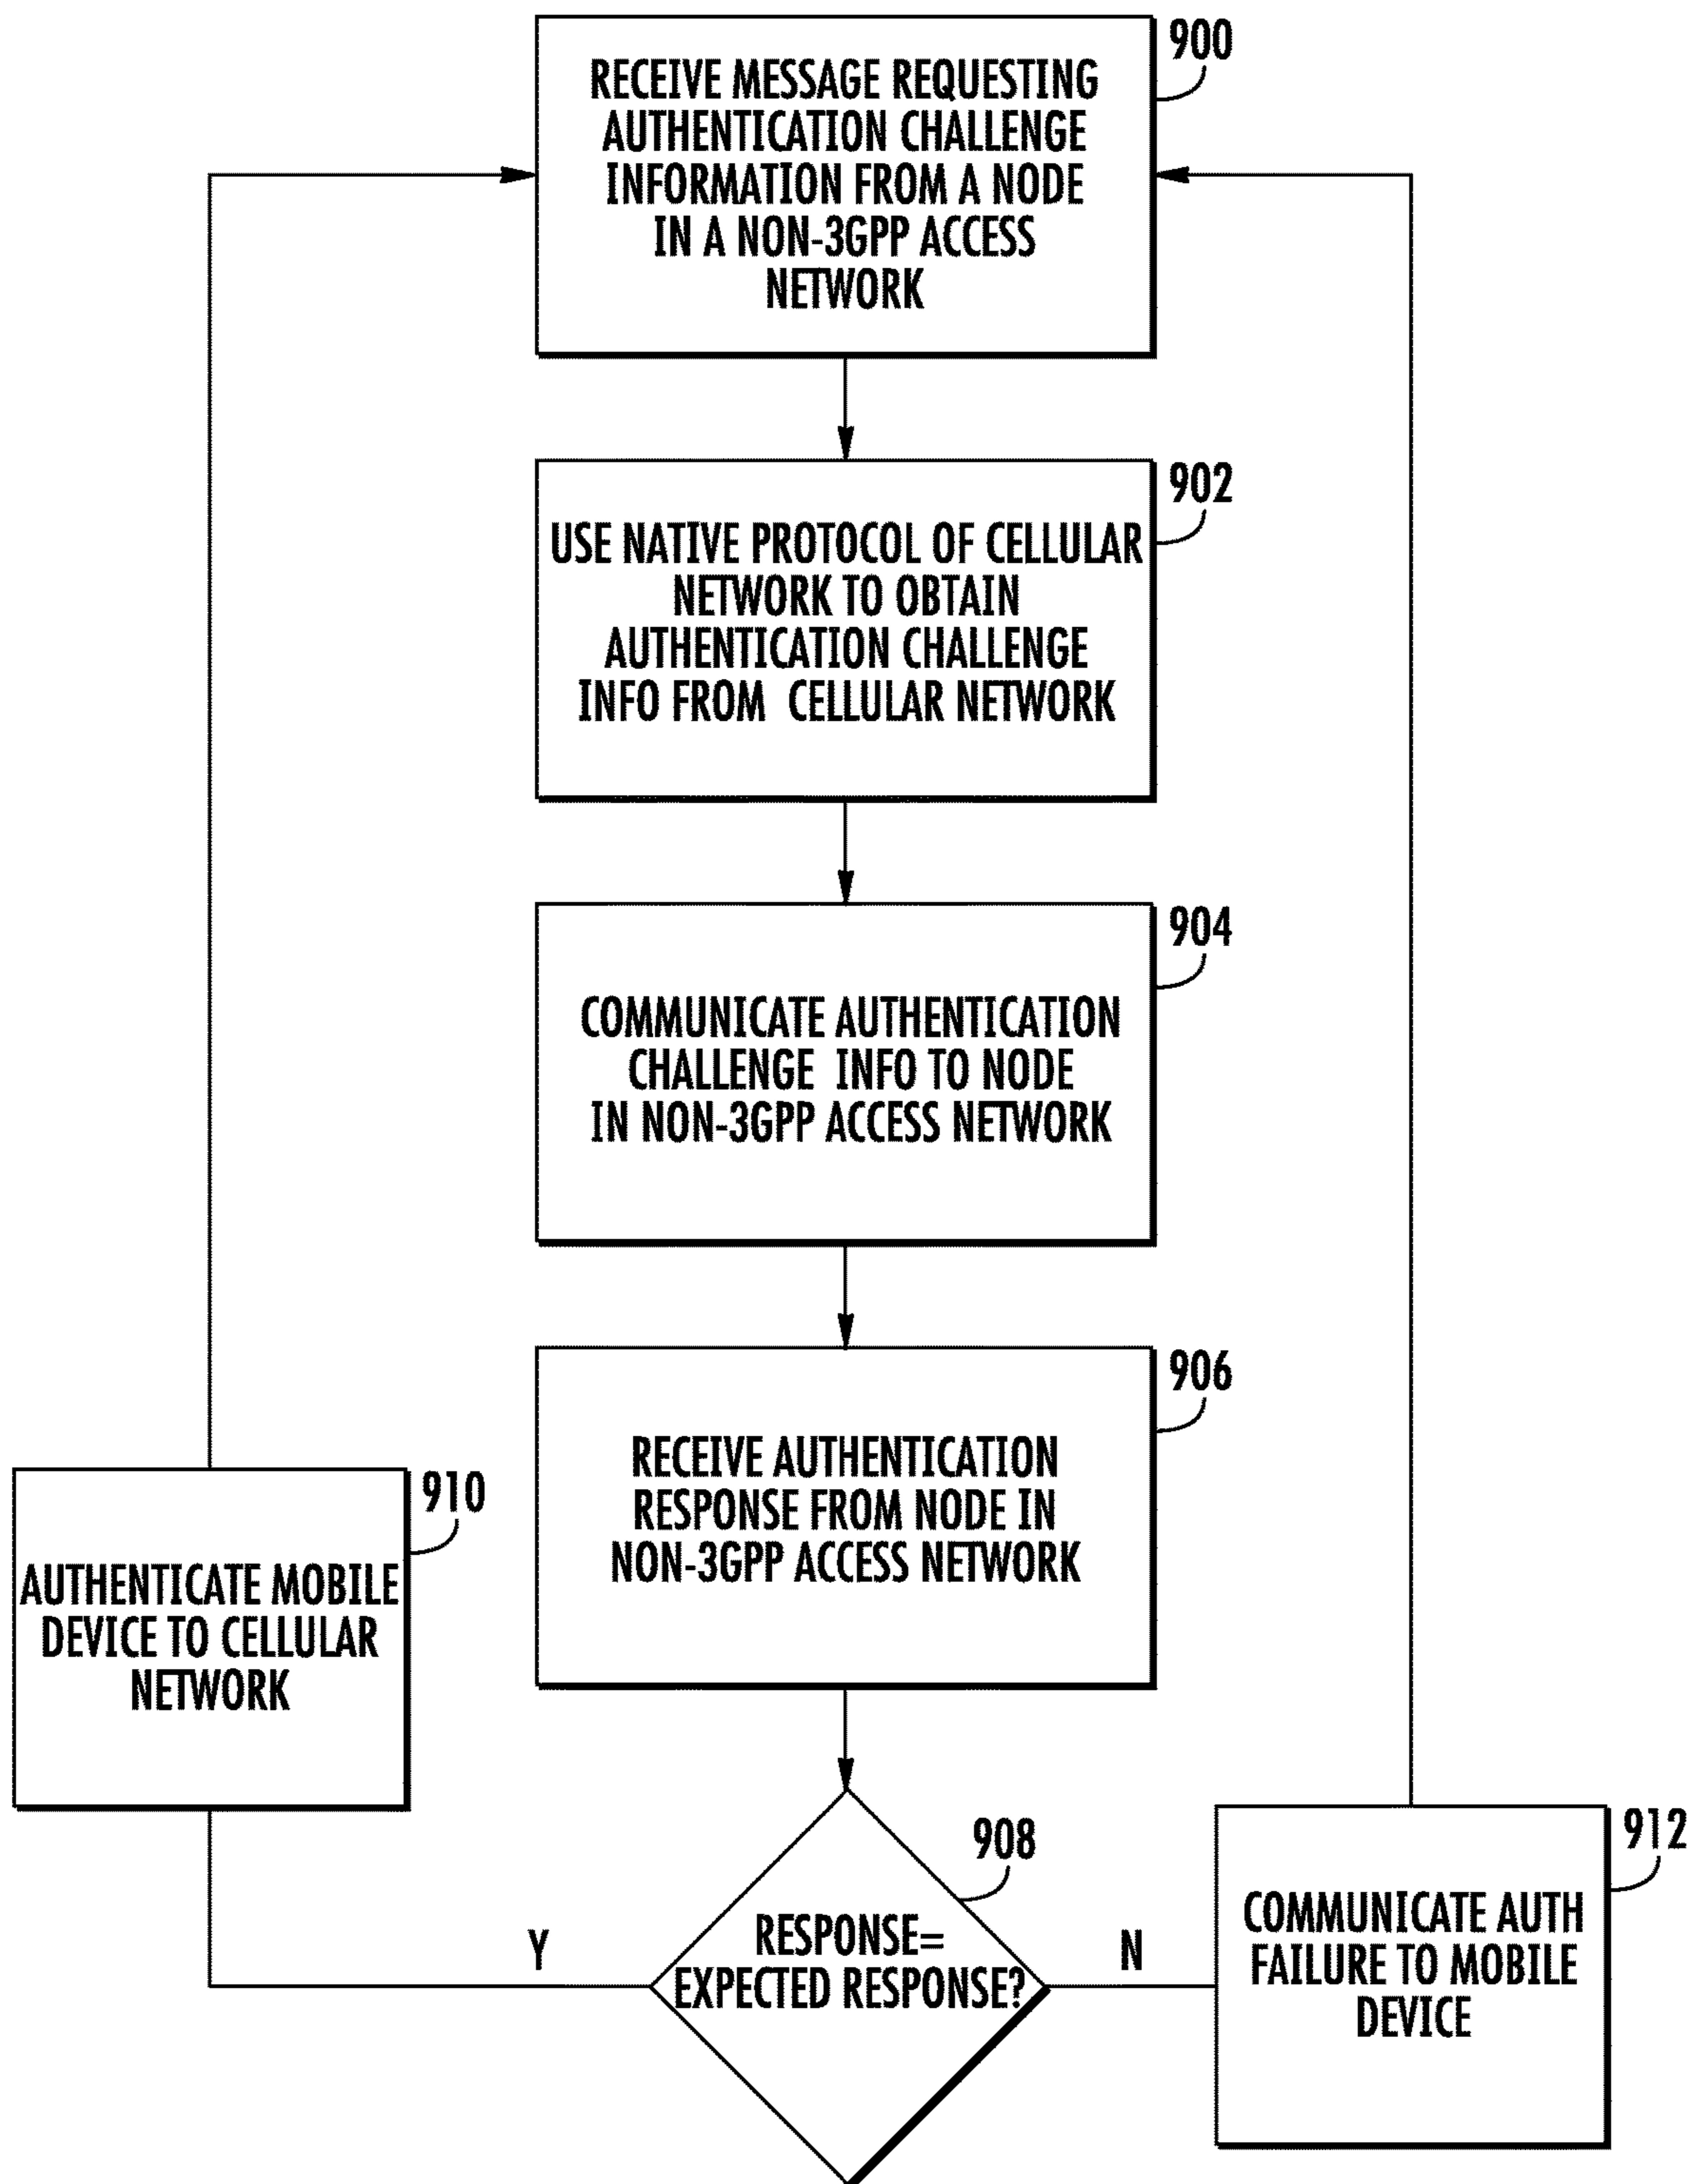 900
RECEIVE MESSAGE REQUESTING
AUTHENTICATION CHALLENGE
INFORMATION FROM A NODE
IN A NON-3GPP ACCESS
NETWORK
902
USE NATIVE PROTOCOL OF CELLULAR
NETWORK TO OBTAIN
AUTHENTICATION CHALLENGE
INFO FROM CELLULAR NETWORK
904
COMMUNICATE AUTHENTICATION
CHALLENGE INFO TO NODE
IN NON-3GPP ACCESS NETWORK
906
RECEIVE AUTHENTICATION
RESPONSE FROM NODE IN
NON-3GPP ACCESS NETWORK
910
AUTHENTICATE MOBILE
DEVICE TO CELLULAR
NETWORK
908
RESPONSE=
EXPECTED RESPONSE?
Y
N
912
COMMUNICATE AUTH
FAILURE TO MOBILE
DEVICE